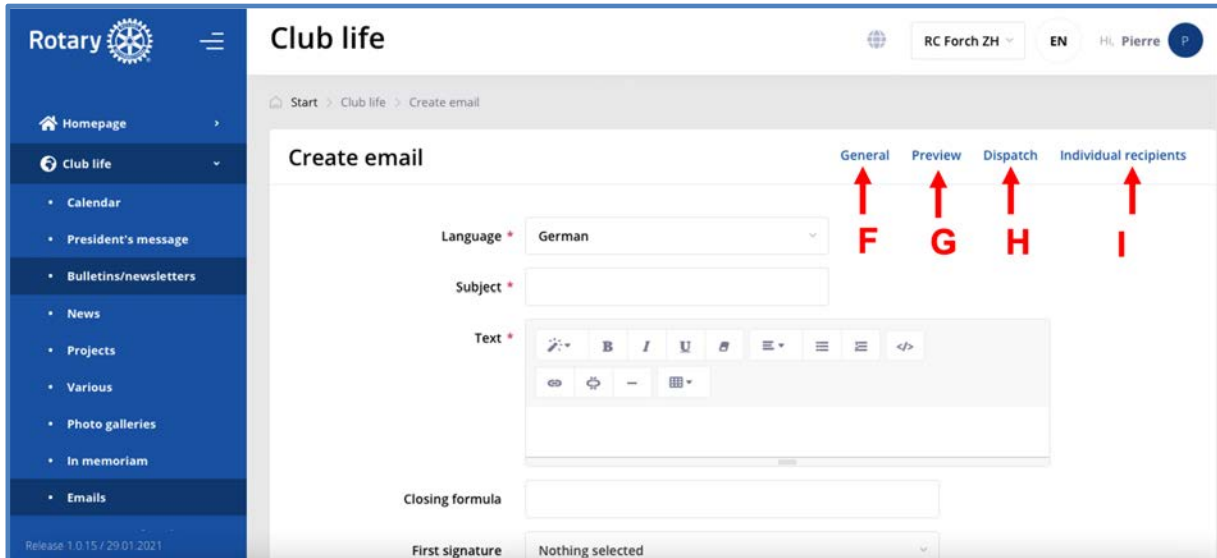 Rotary
Club life
RC Forch ZH
EN
Hi, Pierre
P
Start > Club life > Create email
Homepage
Club life
Calendar
President's message
Bulletins/newsletters
News
Projects
Various
Photo galleries
In memoriam
Emails
Release 1.0.15 / 29.01.2021
Create email
General Preview Dispatch Individual recipients
F G H I
Language * German
Subject *
Text *
B I U
</>
Closing formula
First signature Nothing selected